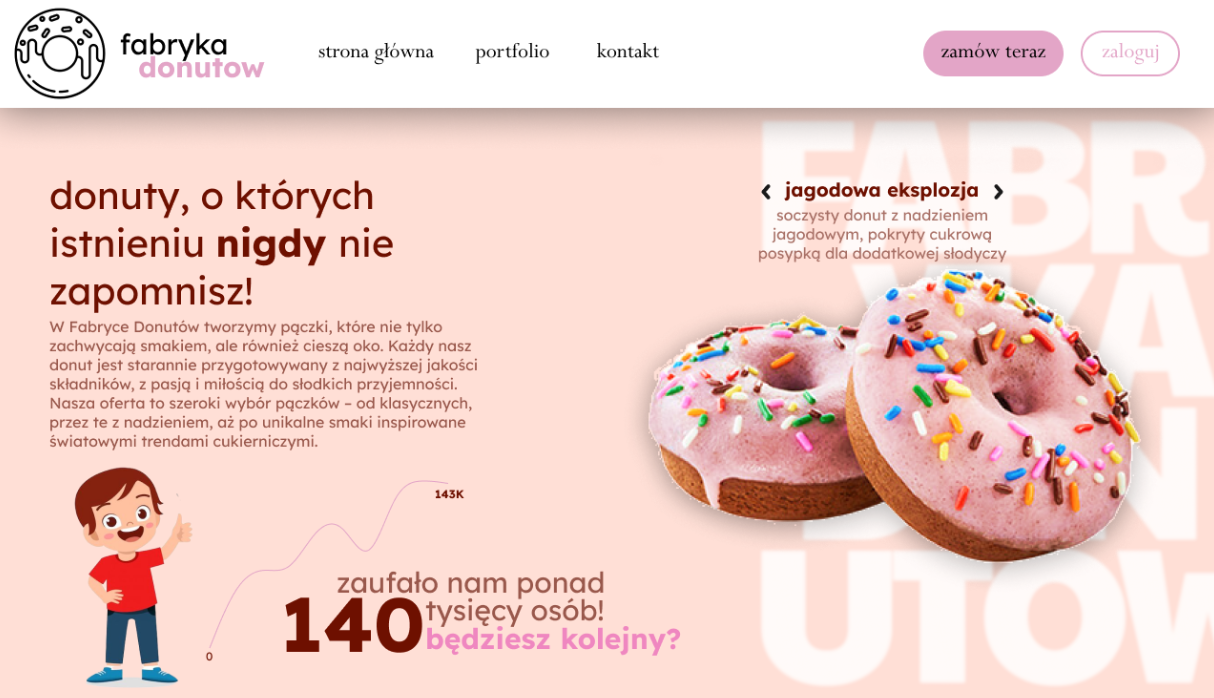 fabryka
donutow
strona główna
portfolio
kontakt
zamów teraz
zaloguj
donuty, o których
istnieniu nigdy nie
zapomnisz!
W Fabryce Donutów tworzymy pączki, które nie tylko
zachwycają smakiem, ale również cieszą oko. Każdy nasz
donut jest starannie przygotowywany z najwyższej jakości
składników, z pasją i miłością do słodkich przyjemności.
Nasza oferta to szeroki wybór pączków – od klasycznych,
przez te z nadzieniem, aż po unikalne smaki inspirowane
światowymi trendami cukierniczymi.
‹ jagodowa eksplozja ›
soczysty donut z nadzieniem
jagodowym, pokryty cukrową
posypką dla dodatkowej słodyczy
FABR
YKA
DON
UTOW
143K
0
zaufało nam ponad
140 tysięcy osób!
będziesz kolejny?